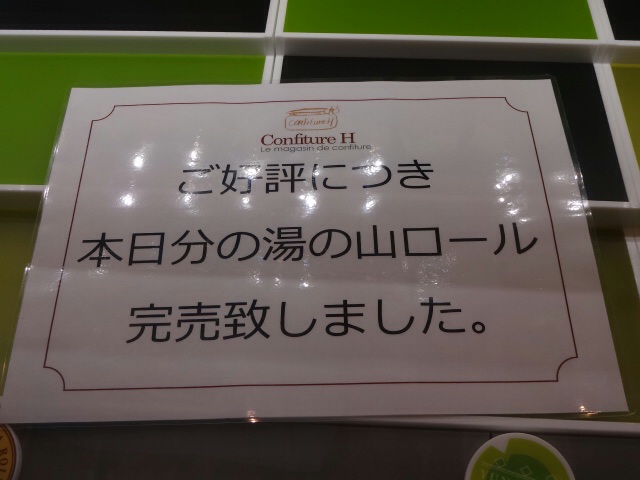 Confiture H
Confiture H
Le magasin de confiture
ご好評につき
本日分の湯の山ロール
完売致しました。